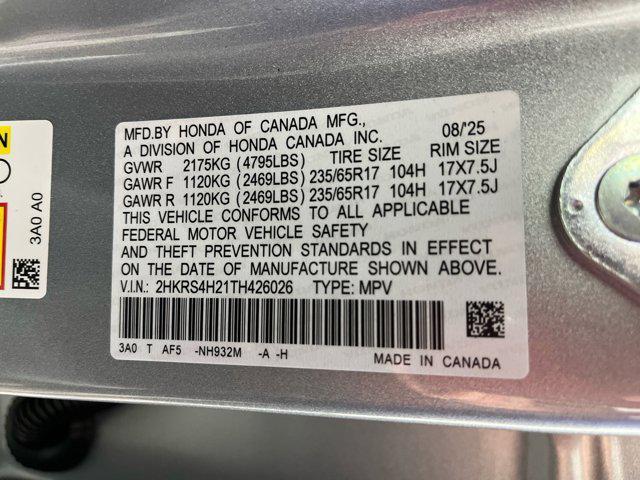 MFD.BY HONDA OF CANADA MFG., 08/'25
A DIVISION OF HONDA CANADA INC.
GVWR 2175KG (4795LBS) TIRE SIZE RIM SIZE
GAWR F 1120KG (2469LBS) 235/65R17 104H 17X7.5J
GAWR R 1120KG (2469LBS) 235/65R17 104H 17X7.5J
THIS VEHICLE CONFORMS TO ALL APPLICABLE
FEDERAL MOTOR VEHICLE SAFETY
AND THEFT PREVENTION STANDARDS IN EFFECT
ON THE DATE OF MANUFACTURE SHOWN ABOVE.
V.I.N.: 2HKRS4H21TH426026 TYPE: MPV
3A0 T AF5 -NH932M -A -H
MADE IN CANADA
3A0 A0